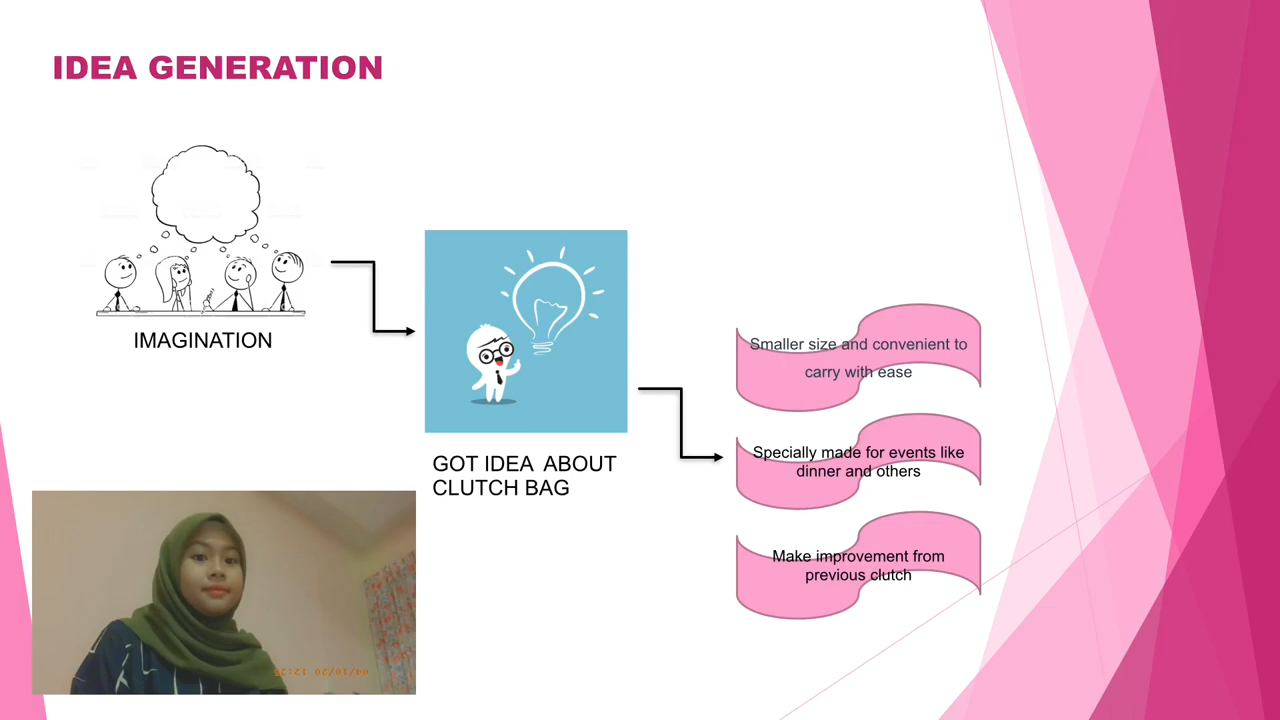 IDEA GENERATION
IMAGINATION
GOT IDEA ABOUT
CLUTCH BAG
Smaller size and convenient to
carry with ease
Specially made for events like
dinner and others
Make improvement from
previous clutch